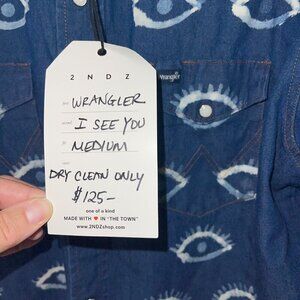 2NDZ
WRANGLER
I SEE YOU
MEDIUM
DRY CLEAN ONLY
$125-
one of a kind
MADE WITH ♥ IN "THE TOWN"
www.2NDZshop.com
Wrangler